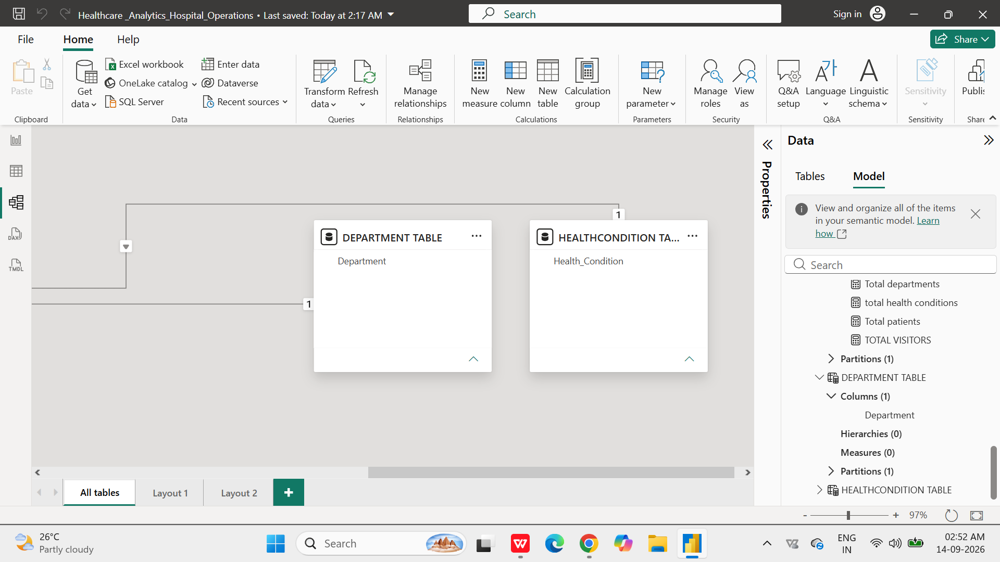 Healthcare _Analytics_Hospital_Operations • Last saved: Today at 2:17 AM
Search
Sign in
File
Home
Help
Share
Paste
Clipboard
Get data
Excel workbook
OneLake catalog
SQL Server
Enter data
Dataverse
Recent sources
Data
Transform data
Refresh
Queries
Manage relationships
Relationships
New measure
New column
New table
Calculation group
Calculations
New parameter
Parameters
Manage roles
View as
Security
Q&A setup
Language
Linguistic schema
Q&A
Sensitivity
Sensitivity
Publis
Share
DAX
TMDL
1
1
DEPARTMENT TABLE
Department
HEALTHCONDITION TA...
Health_Condition
Properties
Data
Tables
Model
View and organize all of the items
in your semantic model. Learn
how
Search
Total departments
total health conditions
Total patients
TOTAL VISITORS
Partitions (1)
DEPARTMENT TABLE
Columns (1)
Department
Hierarchies (0)
Measures (0)
Partitions (1)
HEALTHCONDITION TABLE
All tables
Layout 1
Layout 2
97%
26°C
Partly cloudy
Search
ENG
IN
02:52 AM
14-09-2026